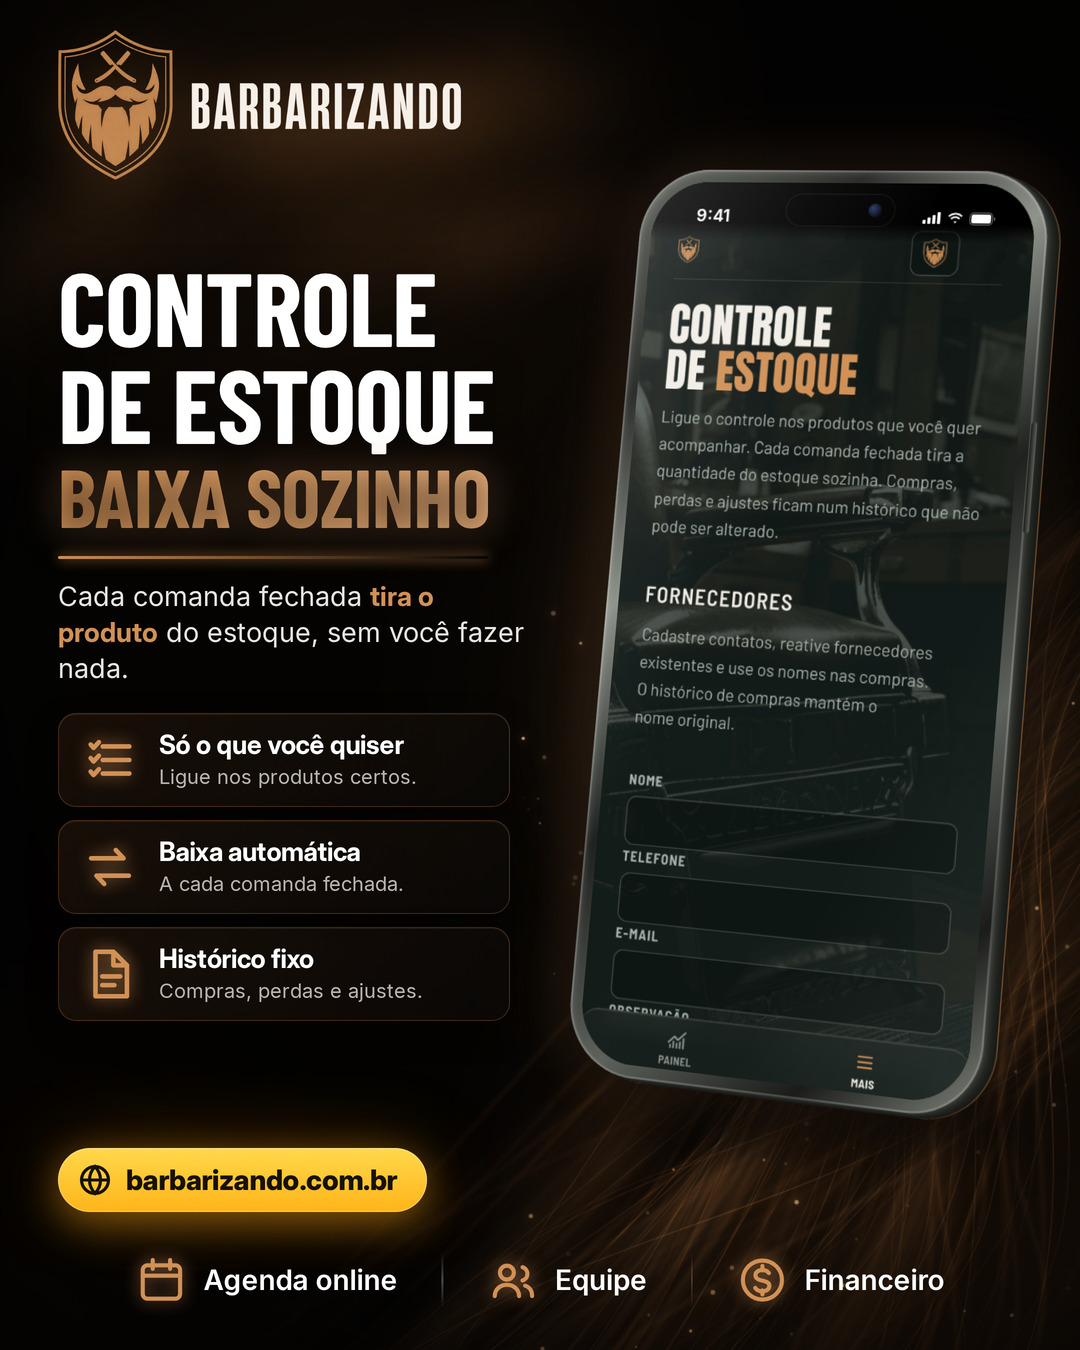 BARBARIZANDO
CONTROLE
DE ESTOQUE
BAIXA SOZINHO
Cada comanda fechada tira o
produto do estoque, sem você fazer
nada.
Só o que você quiser
Ligue nos produtos certos.
Baixa automática
A cada comanda fechada.
Histórico fixo
Compras, perdas e ajustes.
9:41
CONTROLE
DE ESTOQUE
Ligue o controle nos produtos que você quer
acompanhar. Cada comanda fechada tira a
quantidade do estoque sozinha. Compras,
perdas e ajustes ficam num histórico que não
pode ser alterado.
FORNECEDORES
Cadastre contatos, reative fornecedores
existentes e use os nomes nas compras.
O histórico de compras mantém o
nome original.
NOME
TELEFONE
E-MAIL
OBSERVAÇÃO
PAINEL
MAIS
barbarizando.com.br
Agenda online
Equipe
Financeiro